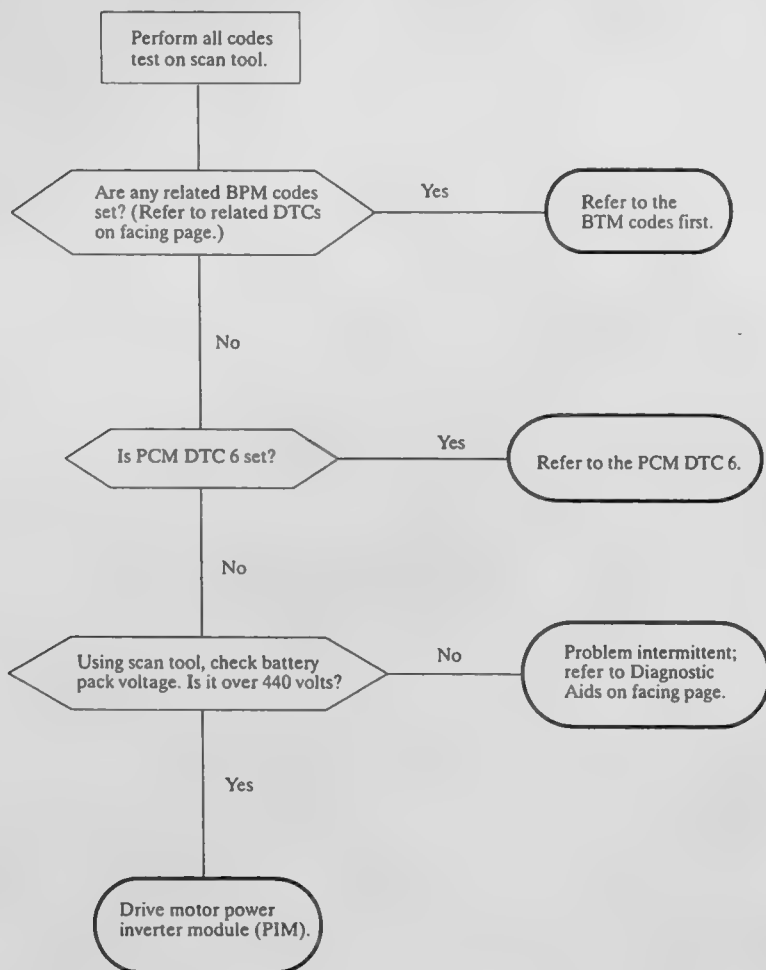 Perform all codes
test on scan tool.
Are any related BPM codes
set? (Refer to related DTCs
on facing page.)
Yes
Refer to the
BTM codes first.
No
Is PCM DTC 6 set?
Yes
Refer to the PCM DTC 6.
No
Using scan tool, check battery
pack voltage. Is it over 440 volts?
No
Problem intermittent;
refer to Diagnostic
Aids on facing page.
Yes
Drive motor power
inverter module (PIM).